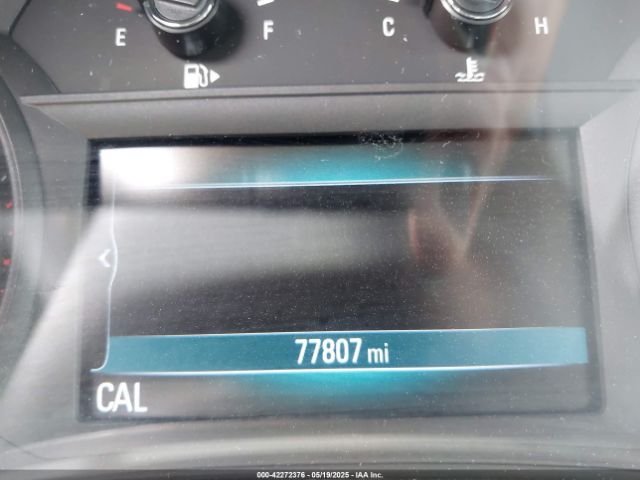 E F C H
77807 mi
CAL
000-42272376 - 05/19/2025 - IAA Inc.